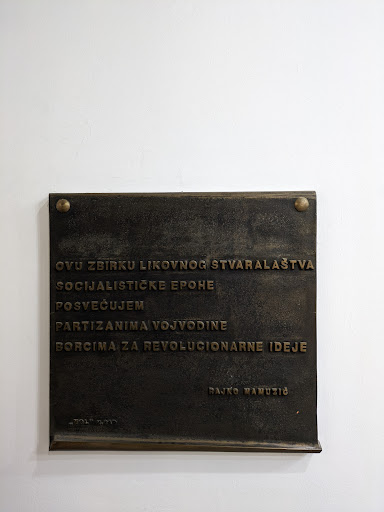 OVU ZBIRKU LIKOVNOG STVARALAŠTVA
SOCIJALISTIČKE EPOHE
POSVEĆUJEM
PARTIZANIMA VOJVODINE
BORCIMA ZA REVOLUCIONARNE IDEJE
RAJKO MAMUZIĆ